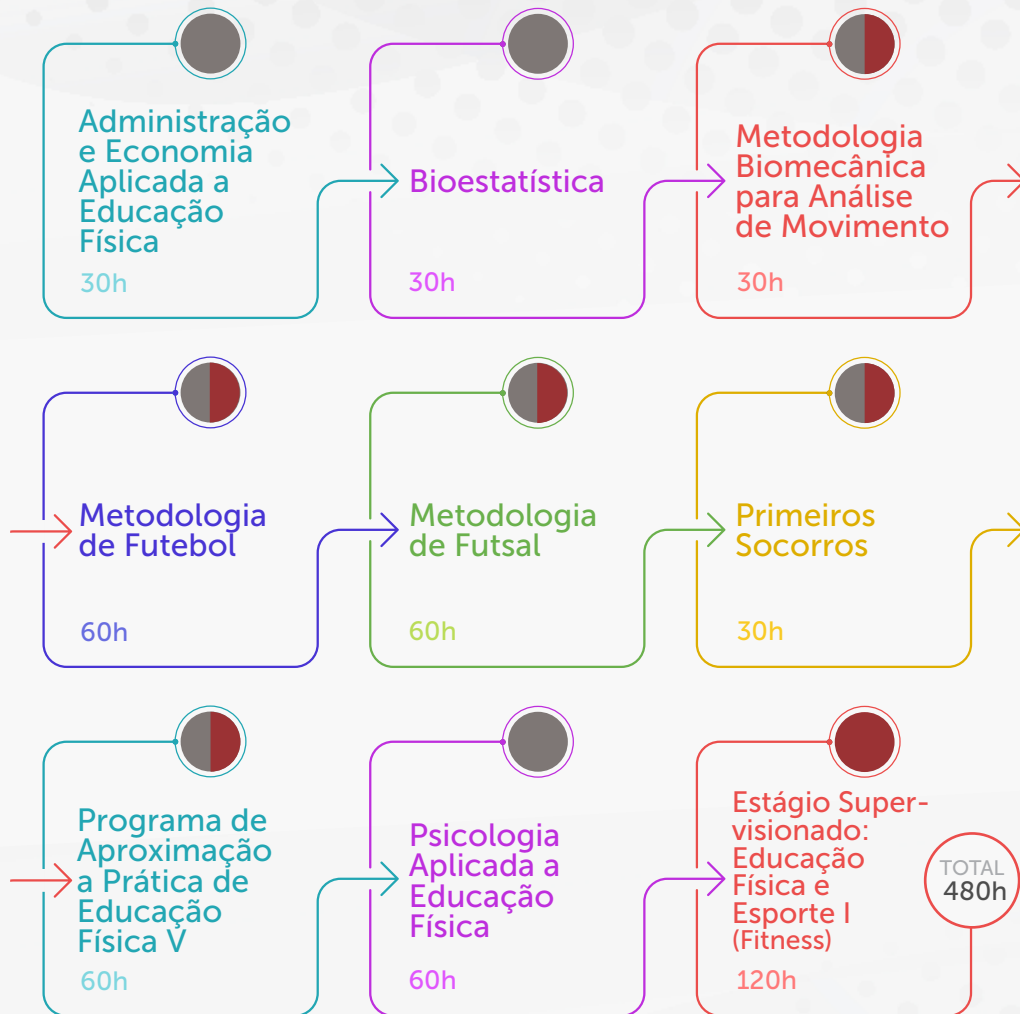 Administração
e Economia
Aplicada a
Educação
Física
30h
Bioestatística
30h
Metodologia
Biomecânica
para Análise
de Movimento
30h
Metodologia
de Futebol
60h
Metodologia
de Futsal
60h
Primeiros
Socorros
30h
Programa de
Aproximação
a Prática de
Educação
Física V
60h
Psicologia
Aplicada a
Educação
Física
60h
Estágio Super-
visionado:
Educação
Física e
Esporte I
(Fitness)
120h
TOTAL
480h